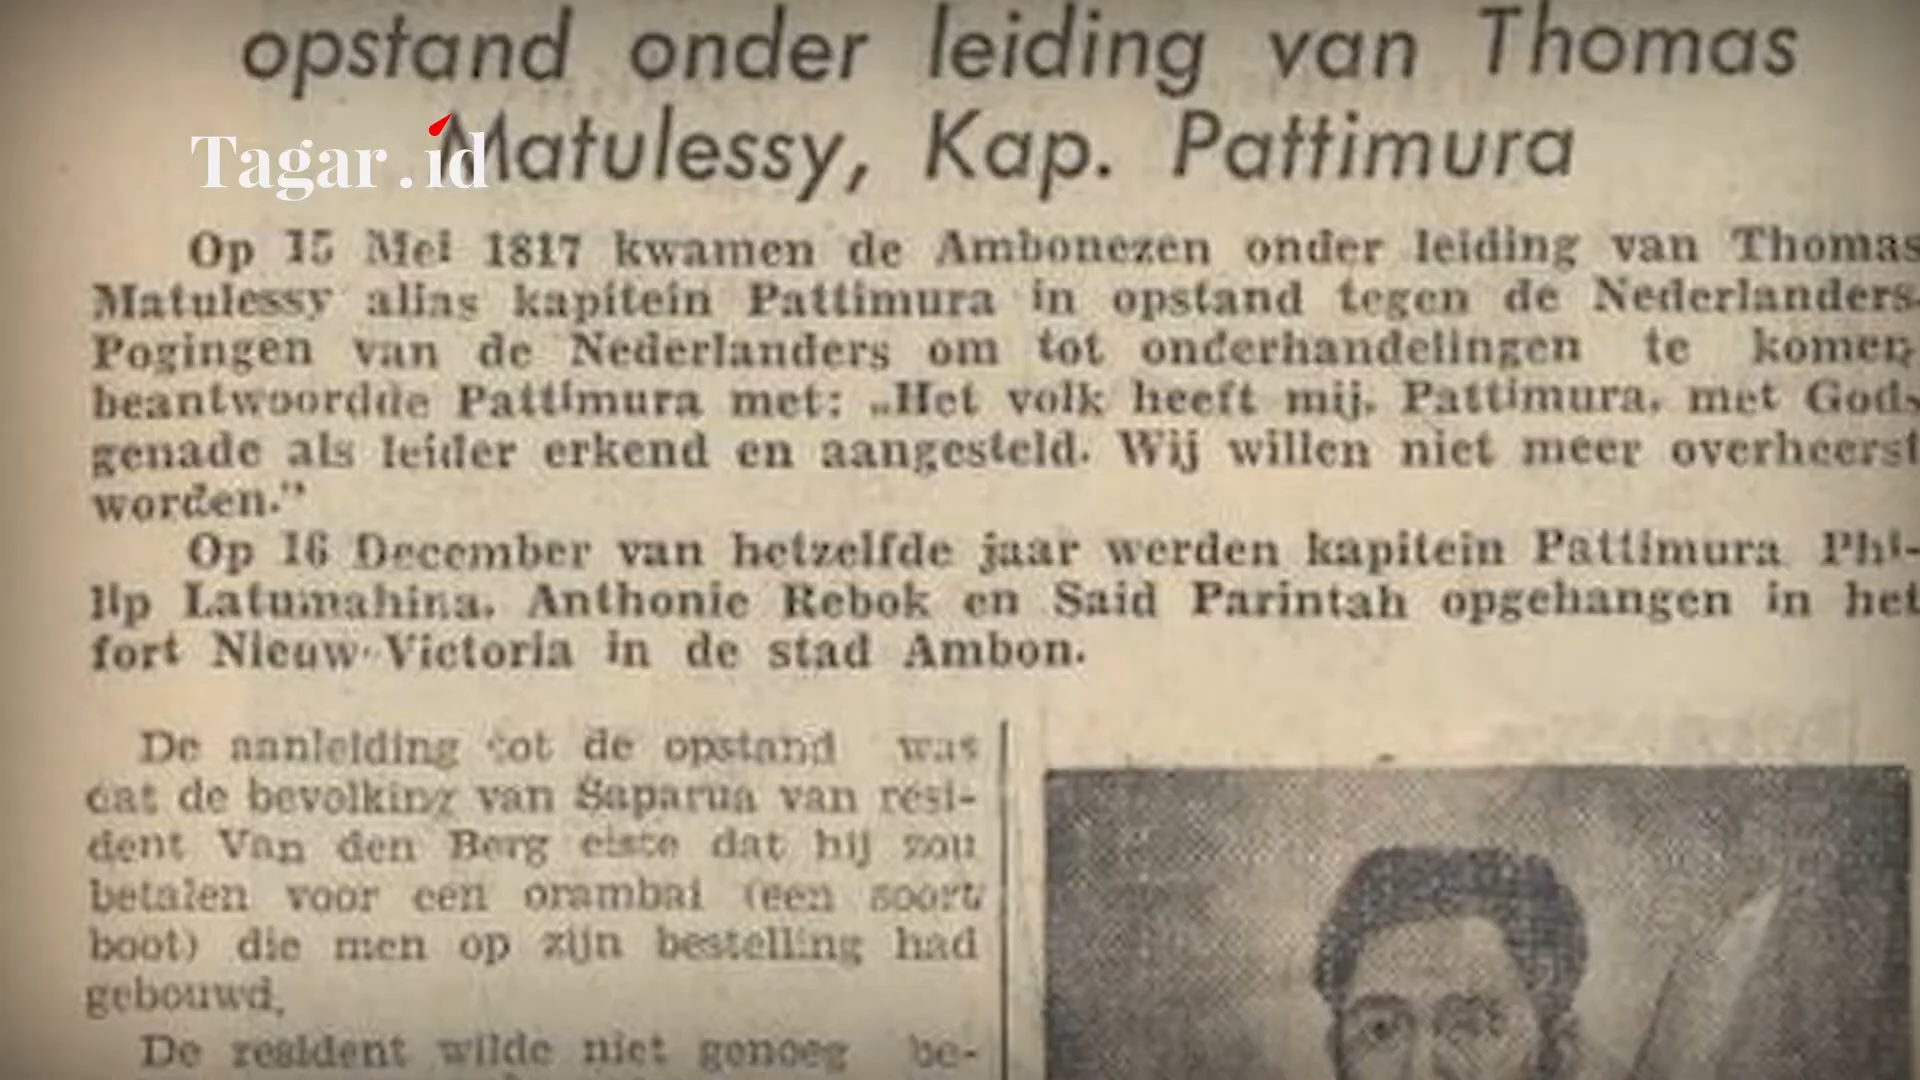 opstand onder leiding van Thomas
Matulessy, Kap. Pattimura
Tagar.id
Op 15 Mei 1817 kwamen de Ambonezen onder leiding van Thomas
Matulessy alias kapitein Pattimura in opstand tegen de Nederlanders.
Pogingen van de Nederlanders om tot onderhandelingen te komen
beantwoordde Pattimura met: „Het volk heeft mij, Pattimura, met Gods
genade als leider erkend en aangesteld. Wij willen niet meer overheerst
worden.”
Op 16 December van hetzelfde jaar werden kapitein Pattimura Phi-
lip Latumahina, Anthonie Rebok en Said Parintah opgehangen in het
fort Nieuw-Victoria in de stad Ambon.
De aanleiding tot de opstand was
dat de bevolking van Saparua van resi-
dent Van den Berg eiste dat hij zou
betalen voor een orambai (een soort
boot) die men op zijn bestelling had
gebouwd.
De resident wilde niet genoeg be-